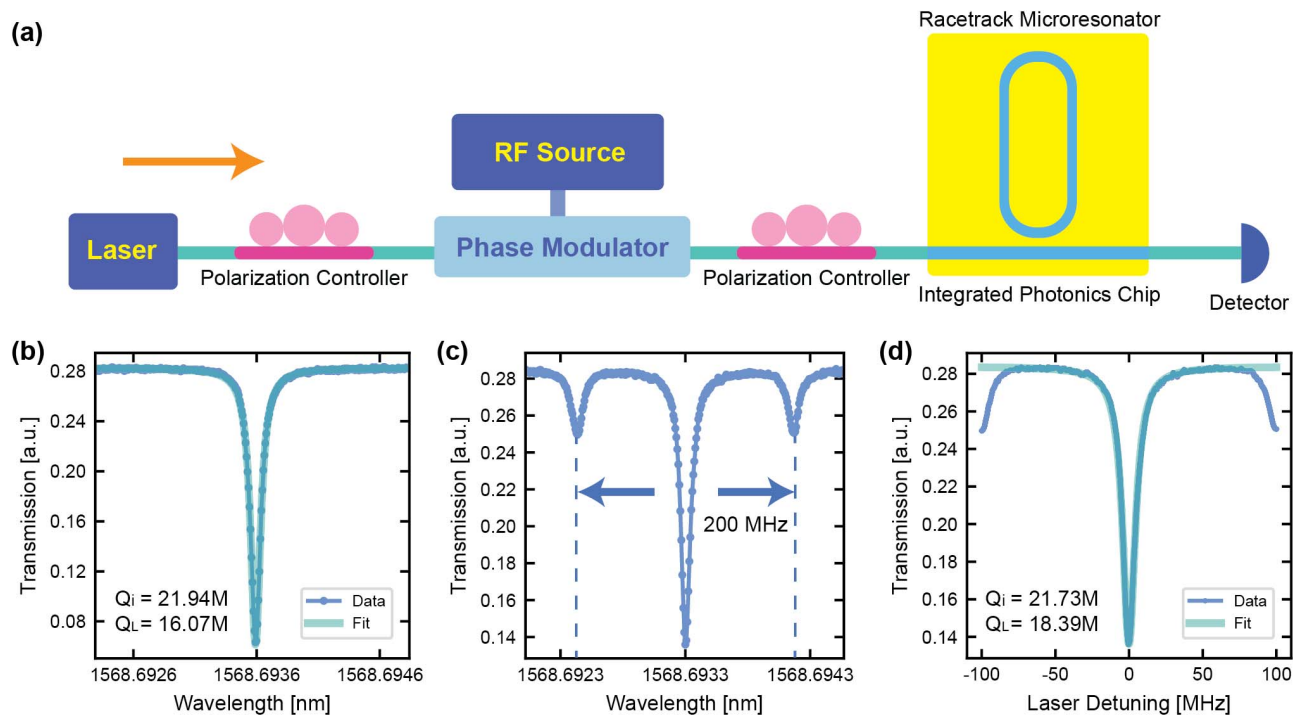 (a)
Racetrack Microresonator
RF Source
Laser
Phase Modulator
Polarization Controller
Polarization Controller
Integrated Photonics Chip
Detector
(b)
Transmission [a.u.]
0.28
0.24
0.20
0.16
0.12
0.08
Qi = 21.94M
QL = 16.07M
Data
Fit
1568.6926
1568.6936
1568.6946
Wavelength [nm]
(c)
Transmission [a.u.]
0.28
0.26
0.24
0.22
0.20
0.18
0.16
0.14
200 MHz
1568.6923
1568.6933
1568.6943
Wavelength [nm]
(d)
Transmission [a.u.]
0.28
0.26
0.24
0.22
0.20
0.18
0.16
0.14
Qi = 21.73M
QL = 18.39M
Data
Fit
-100
-50
0
50
100
Laser Detuning [MHz]